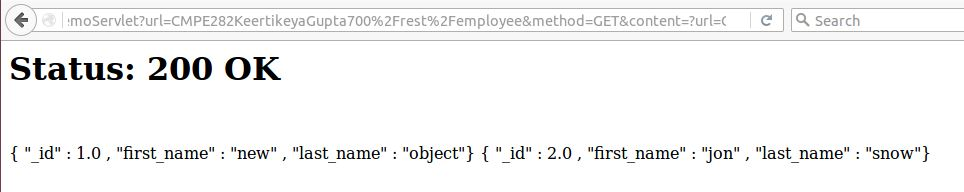 emoServlet?url=CMPE282KeertikeyaGupta700%2Frest%2Femployee&method=GET&content=?url=C
Search
Status: 200 OK
{ "_id" : 1.0 , "first_name" : "new" , "last_name" : "object"} { "_id" : 2.0 , "first_name" : "jon" , "last_name" : "snow"}